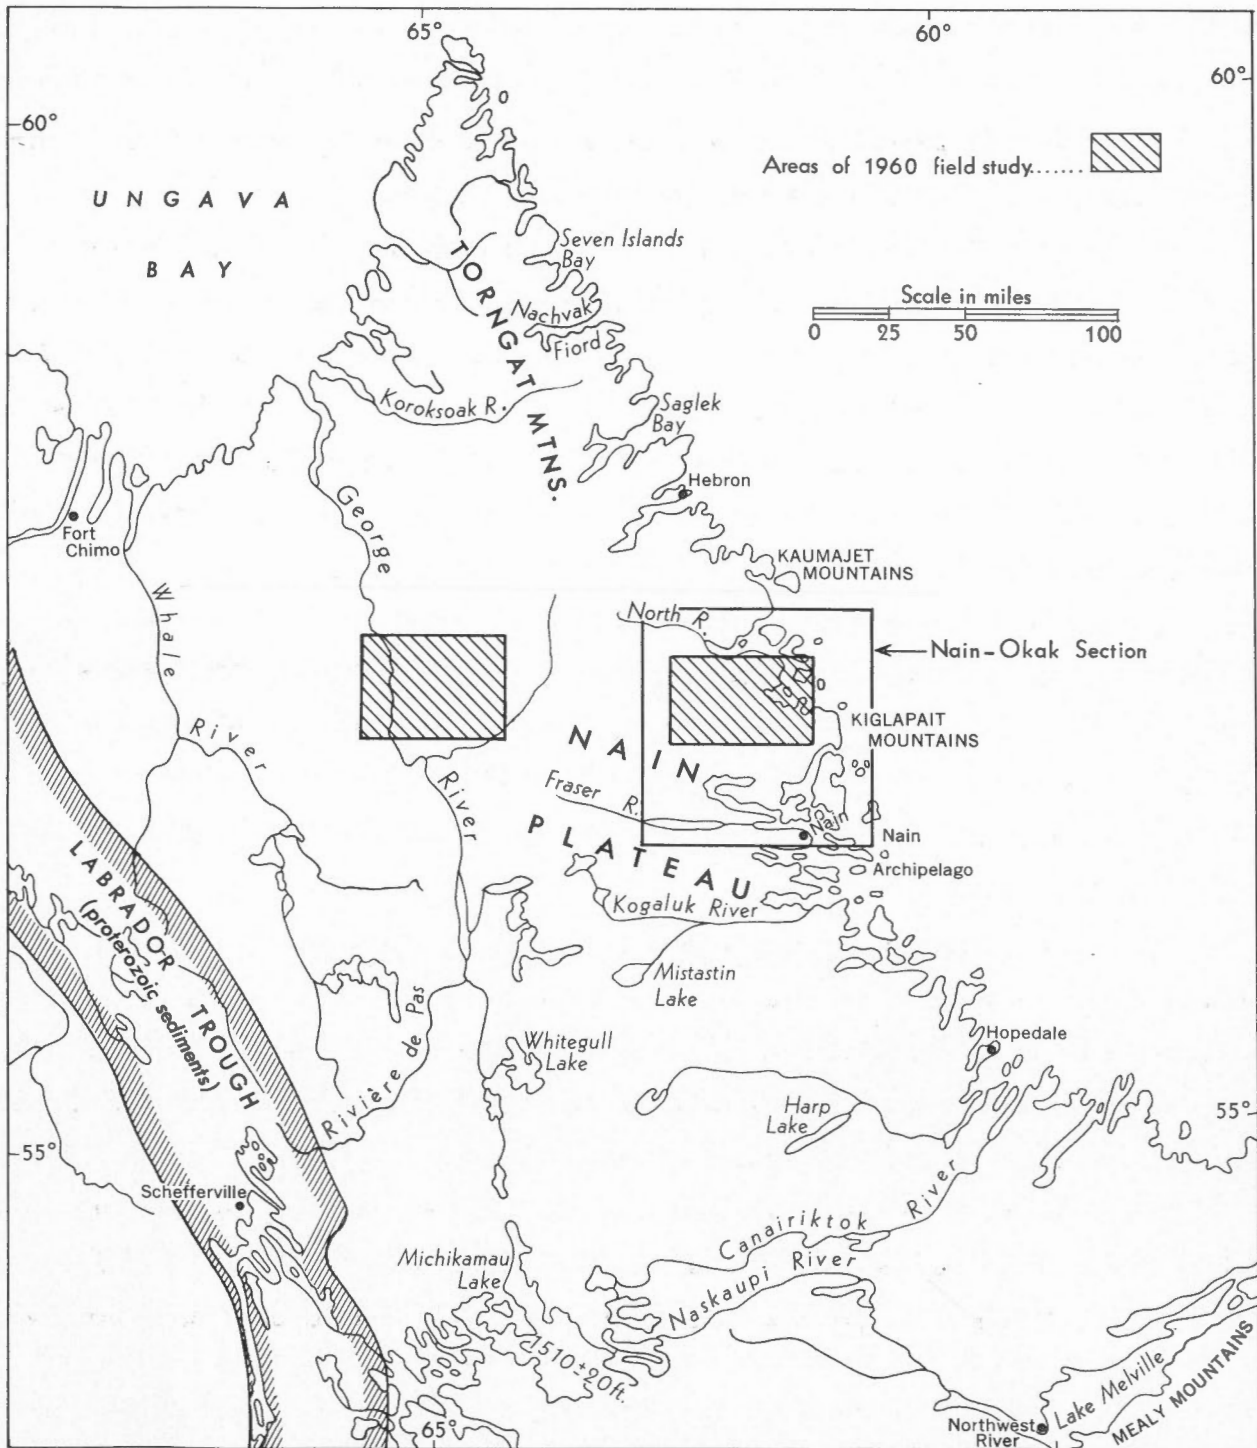 65°
60°
60°
60°
Areas of 1960 field study.......
UNGAVA
BAY
Seven Islands
Bay
TORNGAT MTNS.
Nachvak
Fiord
Scale in miles
0 25 50 100
Koroksoak R.
Saglek
Bay
Hebron
George
River
Fort
Chimo
KAUMAJET
MOUNTAINS
Whale
River
North R.
Nain-Okak Section
KIGLAPAIT
MOUNTAINS
NAIN
PLATEAU
Fraser R.
Nain
Nain
Archipelago
LABRADOR TROUGH
(proterozoic sediments)
Kogaluk River
Mistastin
Lake
Rivière de Pas
Whitegull
Lake
Hopedale
Harp
Lake
55°
55°
Schefferville
Canairiktok River
Michikamau
Lake
Naskaupi River
1510±20ft.
65°
Northwest
River
Lake Melville
MEALY MOUNTAINS
60°